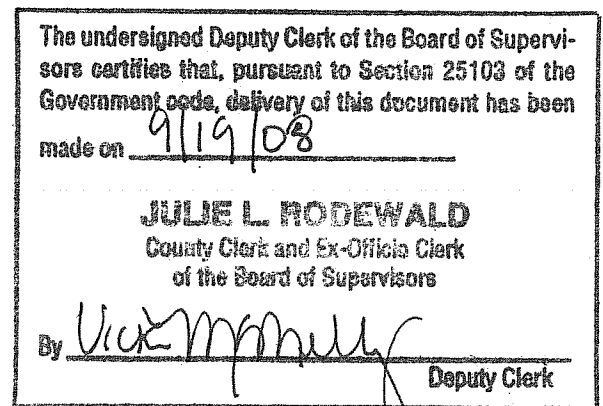 The undersigned Deputy Clerk of the Board of Supervi-
sors certifies that, pursuant to Section 25103 of the
Government code, delivery of this document has been
made on 9/19/08
JULIE L. RODEWALD
County Clerk and Ex-Officio Clerk
of the Board of Supervisors
By Vicki
Deputy Clerk